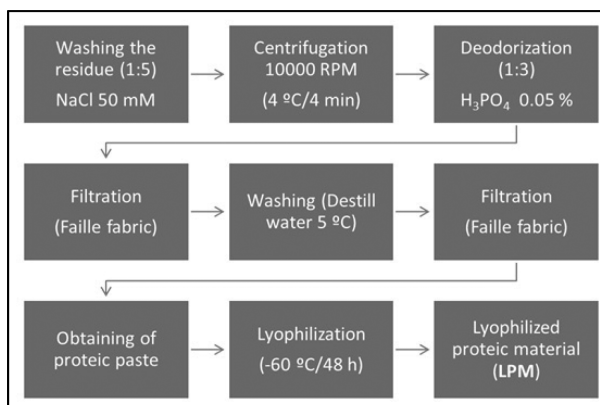 Washing the
residue (1:5)
NaCl 50 mM
Centrifugation
10000 RPM
(4 ºC/4 min)
Deodorization
(1:3)
H₃PO₄ 0.05 %
Filtration
(Faille fabric)
Washing (Destill
water 5 ºC)
Filtration
(Faille fabric)
Obtaining of
proteic paste
Lyophilization
(-60 ºC/48 h)
Lyophilized
proteic material
(LPM)